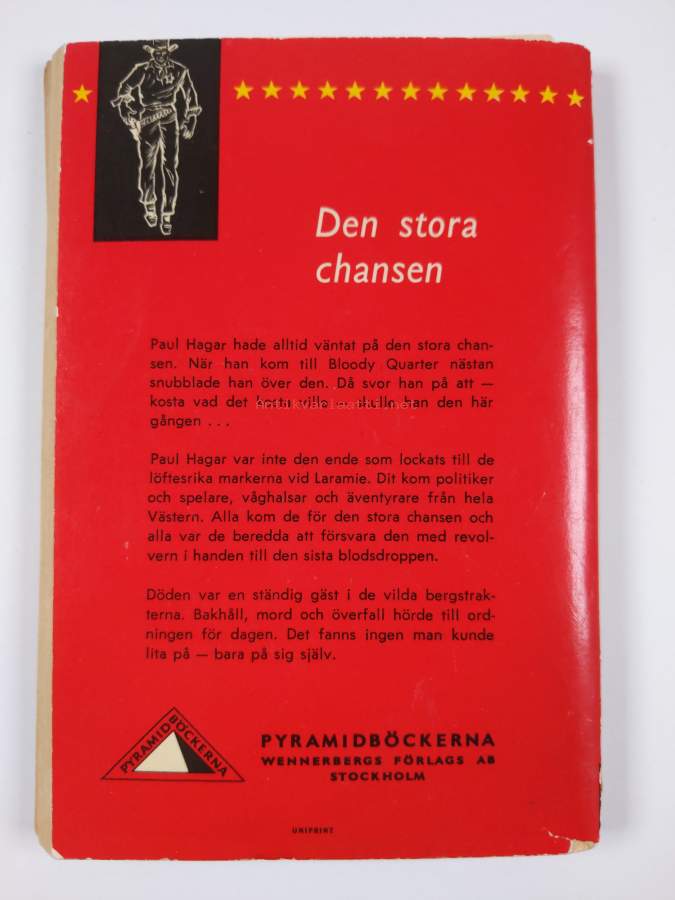 Den stora
chansen
Paul Hagar hade alltid väntat på den stora chan-
sen. När han kom till Bloody Quarter nästan
snubblade han över den. Då svor han på att —
kosta vad det kosta ville — skulle han den här
gången . . .
Paul Hagar var inte den ende som lockats till de
löftesrika markerna vid Laramie. Dit kom politiker
och spelare, våghalsar och äventyrare från hela
Västern. Alla kom de för den stora chansen och
alla var de beredda att försvara den med revol-
vern i handen till den sista blodsdroppen.
Döden var en ständig gäst i de vilda bergstrak-
terna. Bakhåll, mord och överfall hörde till ord-
ningen för dagen. Det fanns ingen man kunde
lita på — bara på sig själv.
PYRAMIDBÖCKERNA
PYRAMIDBÖCKERNA
WENNERBERGS FÖRLAGS AB
STOCKHOLM
UNIPRINT